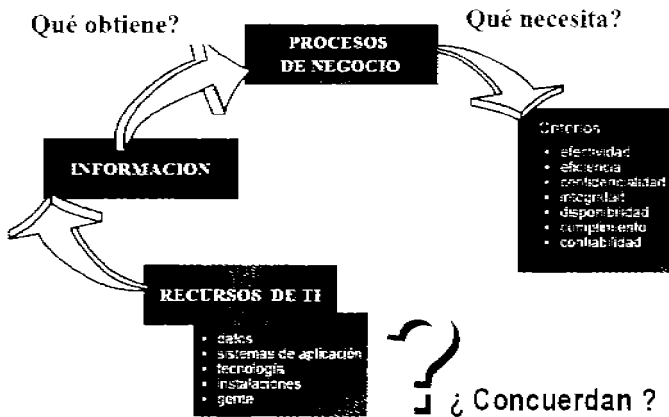 Qué obtiene?
Qué necesita?
PROCESOS
DE NEGOCIO
Criterios
• efectividad
• eficiencia
• confidencialidad
• integridad
• disponibilidad
• cumplimiento
• confiabilidad
INFORMACION
RECURSOS DE TI
• datos
• sistemas de aplicación
• tecnología
• instalaciones
• gente
?
¿ Concuerdan ?